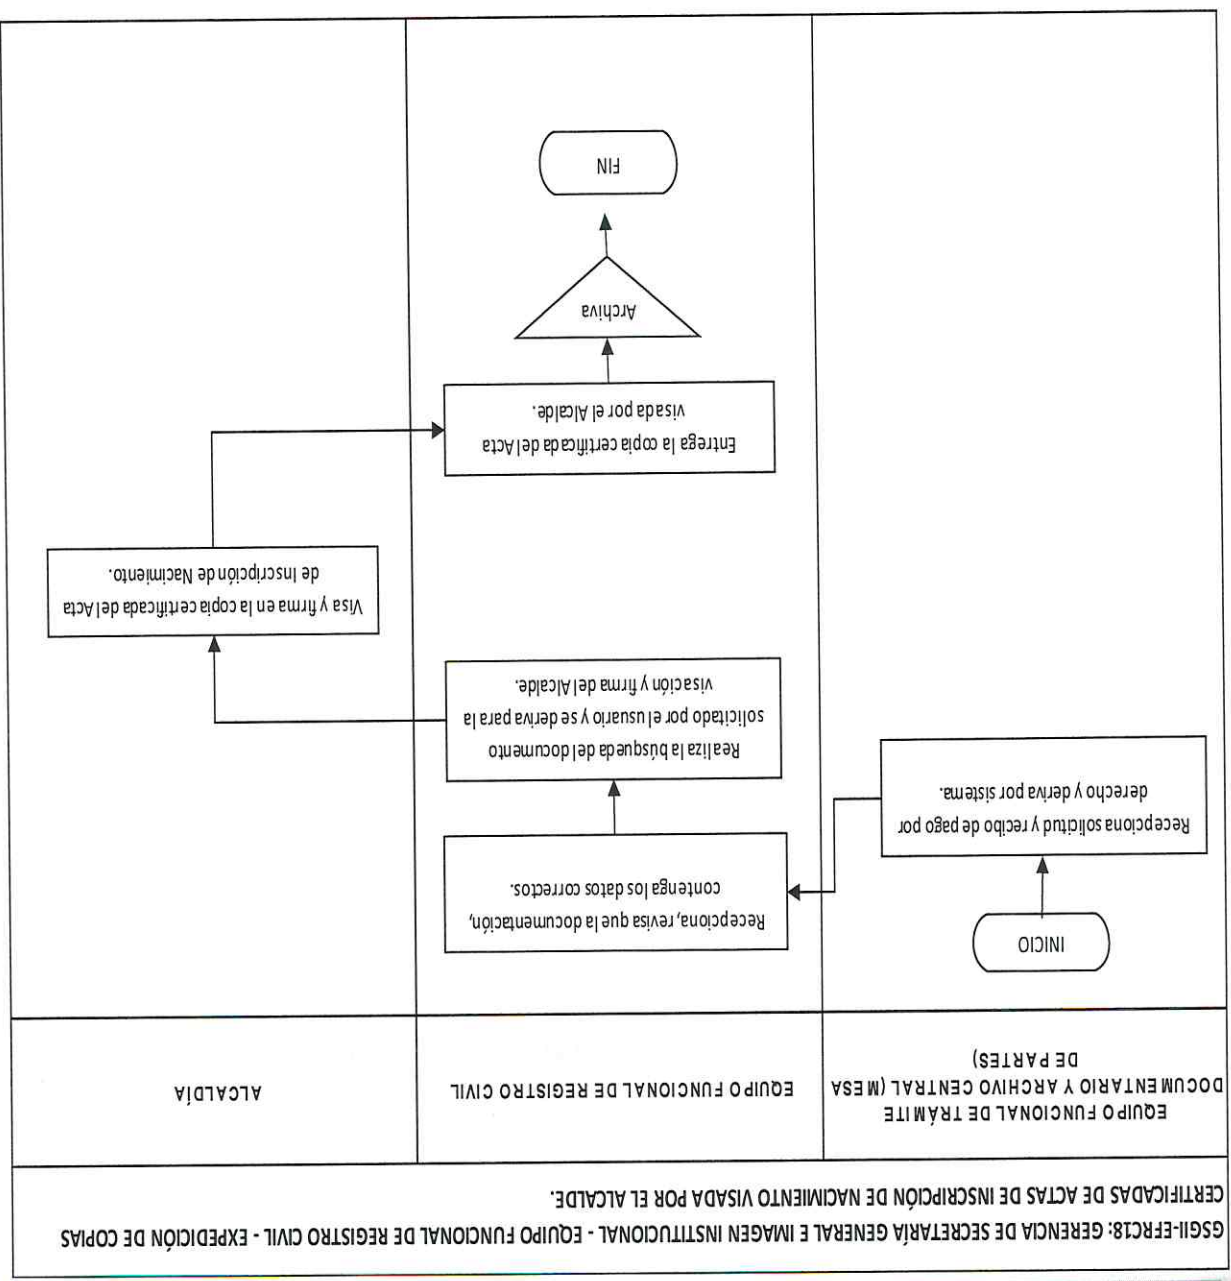 GSGII-EFRC18: GERENCIA DE SECRETARÍA GENERAL E IMAGEN INSTITUCIONAL - EQUIPO FUNCIONAL DE REGISTRO CIVIL - EXPEDICIÓN DE COPIAS
CERTIFICADAS DE ACTAS DE INSCRIPCIÓN DE NACIMIENTO VISADA POR EL ALCALDE.
EQUIPO FUNCIONAL DE TRÁMITE
DOCUMENTARIO Y ARCHIVO CENTRAL (MESA
DE PARTES)
EQUIPO FUNCIONAL DE REGISTRO CIVIL
ALCALDÍA
INICIO
Recepciona solicitud y recibo de pago por
derecho y deriva por sistema.
Recepciona, revisa que la documentación,
contenga los datos correctos.
Realiza la búsqueda del documento
solicitado por el usuario y se deriva para la
visación y firma del Alcalde.
Visa y firma en la copia certificada del Acta
de Inscripción de Nacimiento.
Entrega la copia certificada del Acta
visada por el Alcalde.
Archiva
FIN